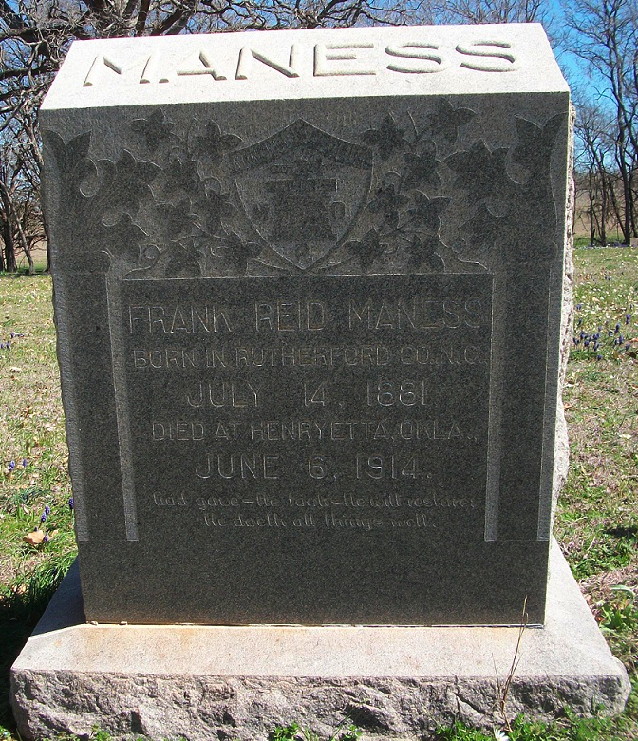 MANESS
FRANK REID MANESS
BORN IN RUTHERFORD CO. N.C.
JULY 14, 1881
DIED AT HENRYETTA, OKLA.,
JUNE 6, 1914.
God gave-He took-He will restore,
He doeth all things well.